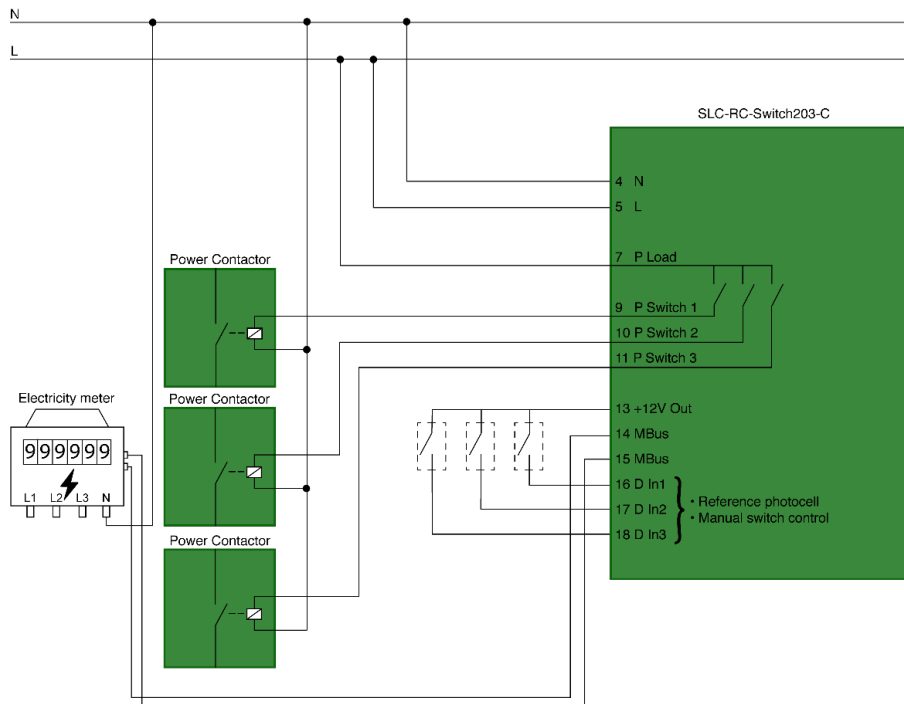 N
L
SLC-RC-Switch203-C
4 N
5 L
7 P Load
9 P Switch 1
10 P Switch 2
11 P Switch 3
13 +12V Out
14 MBus
15 MBus
16 D In1
17 D In2
18 D In3
• Reference photocell
• Manual switch control
Power Contactor
Power Contactor
Power Contactor
Electricity meter
999999
L1 L2 L3 N